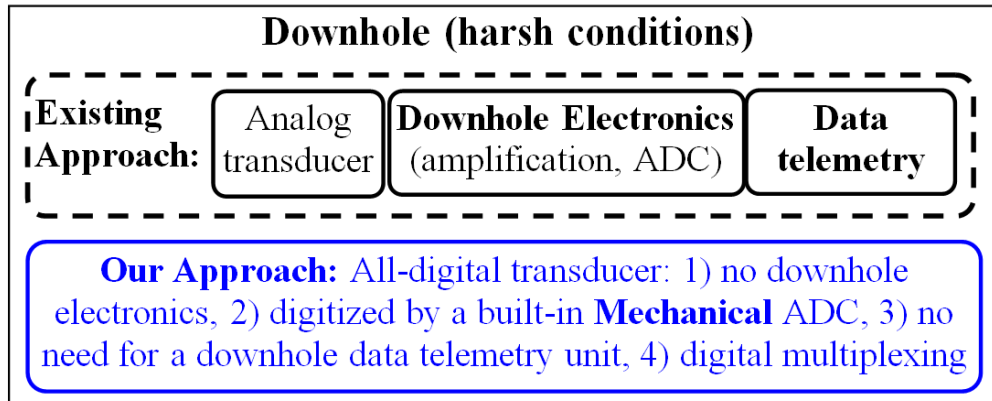 Downhole (harsh conditions)
Existing
Approach:
Analog
transducer
Downhole Electronics
(amplification, ADC)
Data
telemetry
Our Approach: All-digital transducer: 1) no downhole
electronics, 2) digitized by a built-in Mechanical ADC, 3) no
need for a downhole data telemetry unit, 4) digital multiplexing